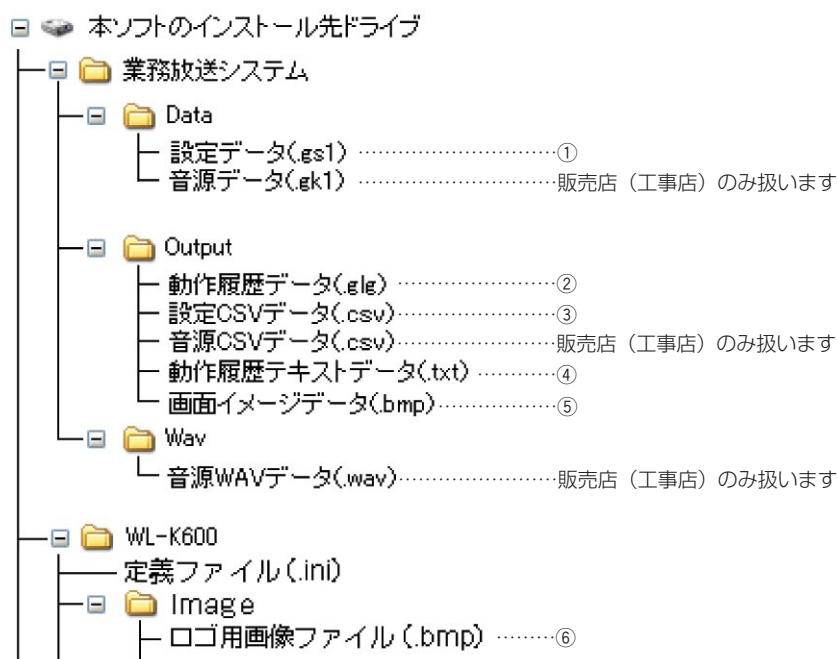 本ソフトのインストール先ドライブ
業務放送システム
Data
設定データ(.gs1) …………………………①
音源データ(.gk1) …………………………販売店（工事店）のみ扱います
Output
動作履歴データ(.glg) ……………………②
設定CSVデータ(.csv)……………………③
音源CSVデータ(.csv)……………………販売店（工事店）のみ扱います
動作履歴テキストデータ(.txt) …………④
画面イメージデータ(.bmp)………………⑤
Wav
音源WAVデータ(.wav)……………………販売店（工事店）のみ扱います
WL-K600
定義ファイル(.ini)
Image
ロゴ用画像ファイル(.bmp) ………⑥